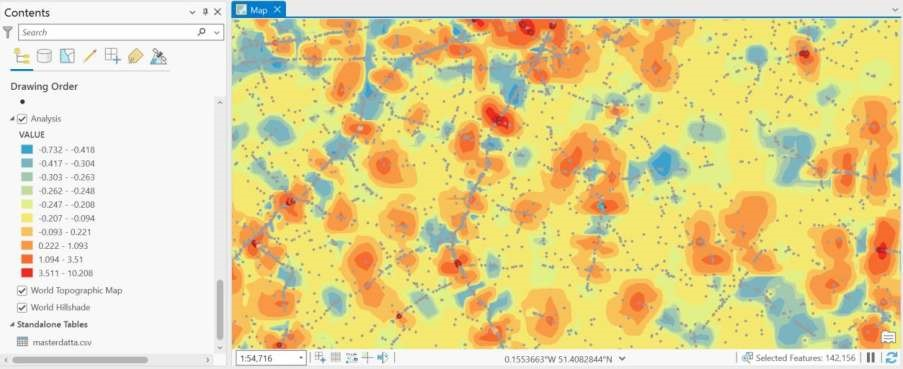 Contents
Map
Search
Drawing Order
Analysis
VALUE
-0.732 - -0.418
-0.417 - -0.304
-0.303 - -0.263
-0.262 - -0.248
-0.247 - -0.208
-0.207 - -0.094
-0.093 - 0.221
0.222 - 1.093
1.094 - 3.51
3.511 - 10.208
World Topographic Map
World Hillshade
Standalone Tables
masterdatta.csv
1:54,716
0.1553663°W 51.4082844°N
Selected Features: 142,156